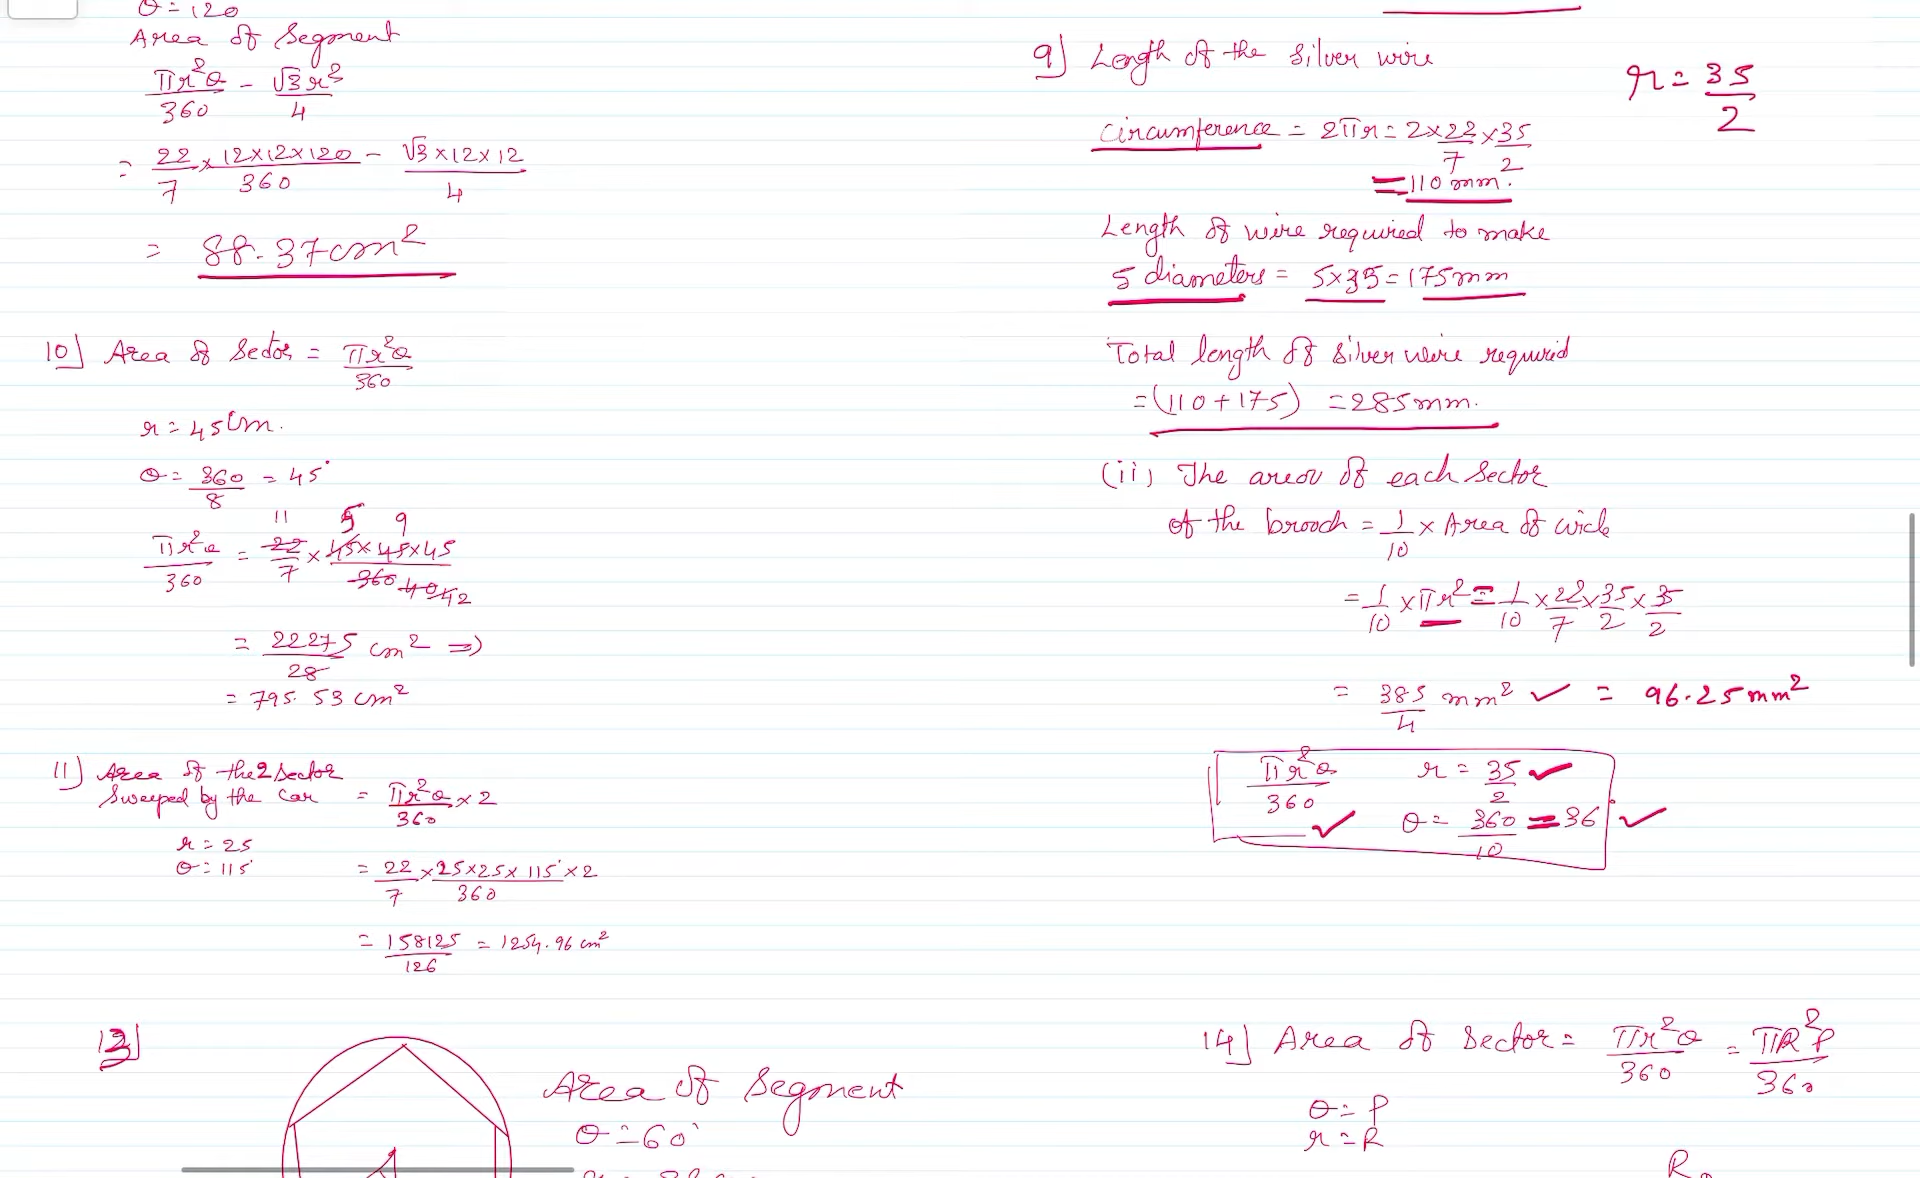 θ = 120
Area of Segment
πr²θ/360 - √3r²/4
= 22/7 × 12×12×120/360 - √3×12×12/4
= 88.37cm²
10] Area of Sector = πr²θ/360
r = 45cm.
θ = 360/8 = 45°
11 5 9
πr²θ/360 = 22/7 × 45×45×45/360 40 42
= 22275/28 cm² ⇒
= 795.53 cm²
11) Area of the 2 sector
Sweeped by the car = πr²θ/360 × 2
r = 25
θ = 115°
= 22/7 × 25×25×115°/360 × 2
= 158125/126 = 1254.96 cm²
13]
Area of Segment
θ = 60°
9] Length of the silver wire
r = 35/2
circumference = 2πr = 2×22/7×35/2
= 110 mm.
Length of wire required to make
5 diameters = 5×35 = 175mm
Total length of silver wire required
= (110+175) = 285mm.
(ii) The area of each Sector
of the brooch = 1/10 × Area of circle
= 1/10 × πr² = 1/10 × 22/7 × 35/2 × 35/2
= 385/4 mm² ✓ = 96.25mm²
πr²θ/360 ✓ r = 35/2 ✓
θ = 360/10 = 36 ✓
14] Area of Sector = πr²θ/360 = πR²P/360
θ = P
r = R
R